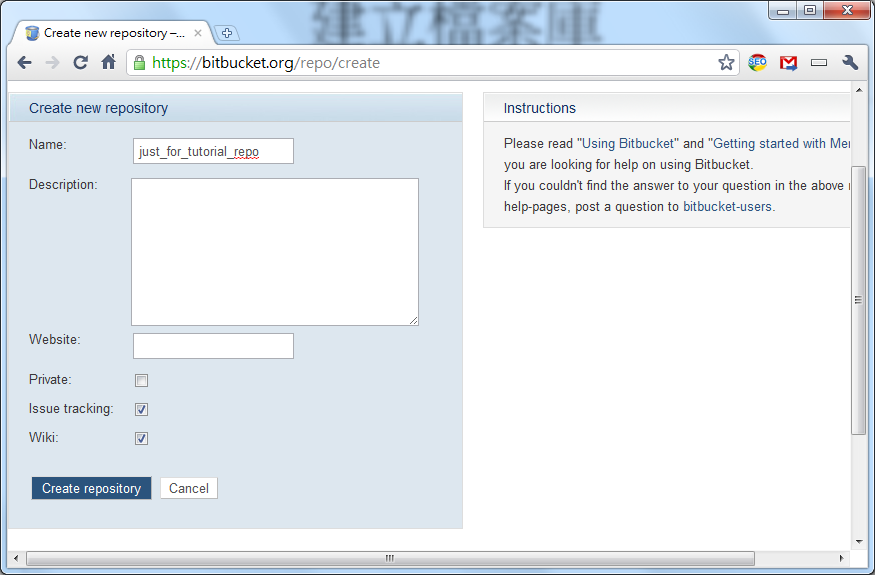 建立檔案庫
Create new repository –...
https://bitbucket.org/repo/create
SEO
Create new repository
Name:
just_for_tutorial_repo
Description:
Website:
Private:
Issue tracking:
Wiki:
Create repository
Cancel
Instructions
Please read "Using Bitbucket" and "Getting started with
you are looking for help on using Bitbucket.
If you couldn't find the answer to your question in the above
help-pages, post a question to bitbucket-users.